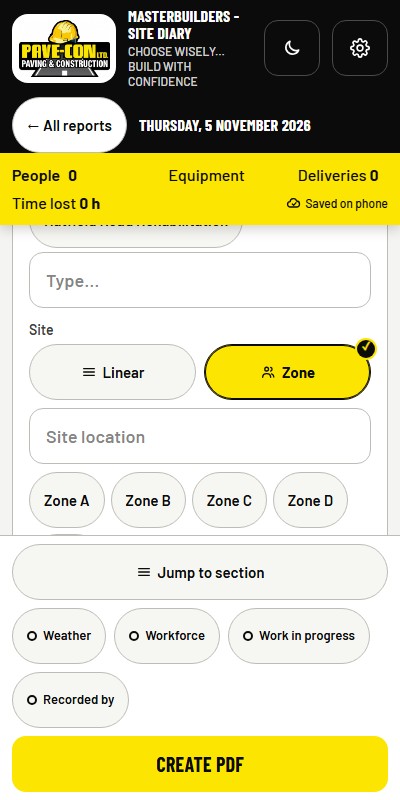 PAVE-CON LTD.
PAVING & CONSTRUCTION
MASTERBUILDERS -
SITE DIARY
CHOOSE WISELY...
BUILD WITH
CONFIDENCE
← All reports
THURSDAY, 5 NOVEMBER 2026
People 0
Equipment
Deliveries 0
Time lost 0 h
Saved on phone
Type...
Site
Linear
Zone
Site location
Zone A
Zone B
Zone C
Zone D
Jump to section
Weather
Workforce
Work in progress
Recorded by
CREATE PDF